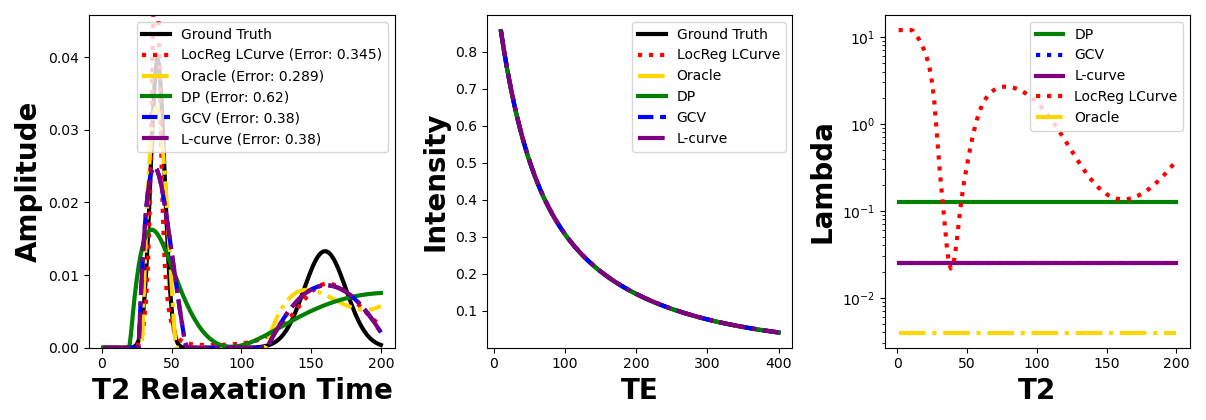 0.04
0.03
0.02
0.01
0.00
Amplitude
Ground Truth
LocReg LCurve (Error: 0.345)
Oracle (Error: 0.289)
DP (Error: 0.62)
GCV (Error: 0.38)
L-curve (Error: 0.38)
0 50 100 150 200
T2 Relaxation Time
0.8
0.7
0.6
0.5
0.4
0.3
0.2
0.1
Intensity
Ground Truth
LocReg LCurve
Oracle
DP
GCV
L-curve
0 100 200 300 400
TE
10¹
10⁰
10⁻¹
10⁻²
Lambda
DP
GCV
L-curve
LocReg LCurve
Oracle
0 50 100 150 200
T2